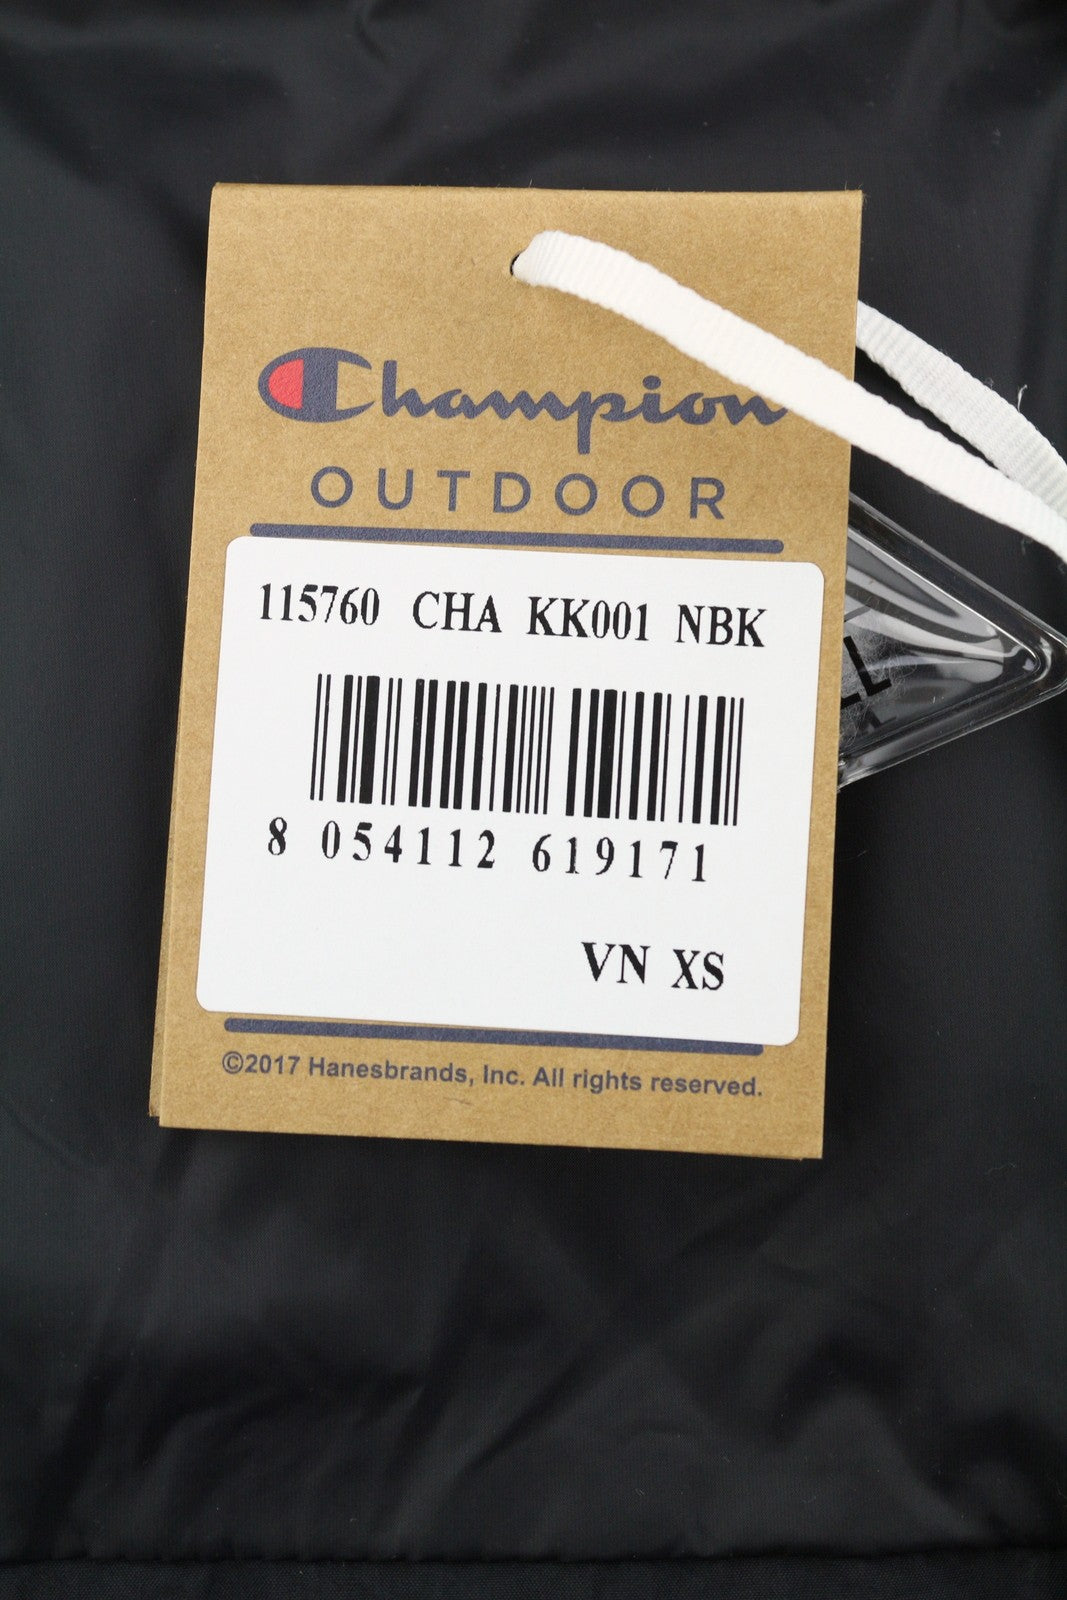 Champion
OUTDOOR
115760 CHA KK001 NBK
8 054112 619171
VN XS
©2017 Hanesbrands, Inc. All rights reserved.